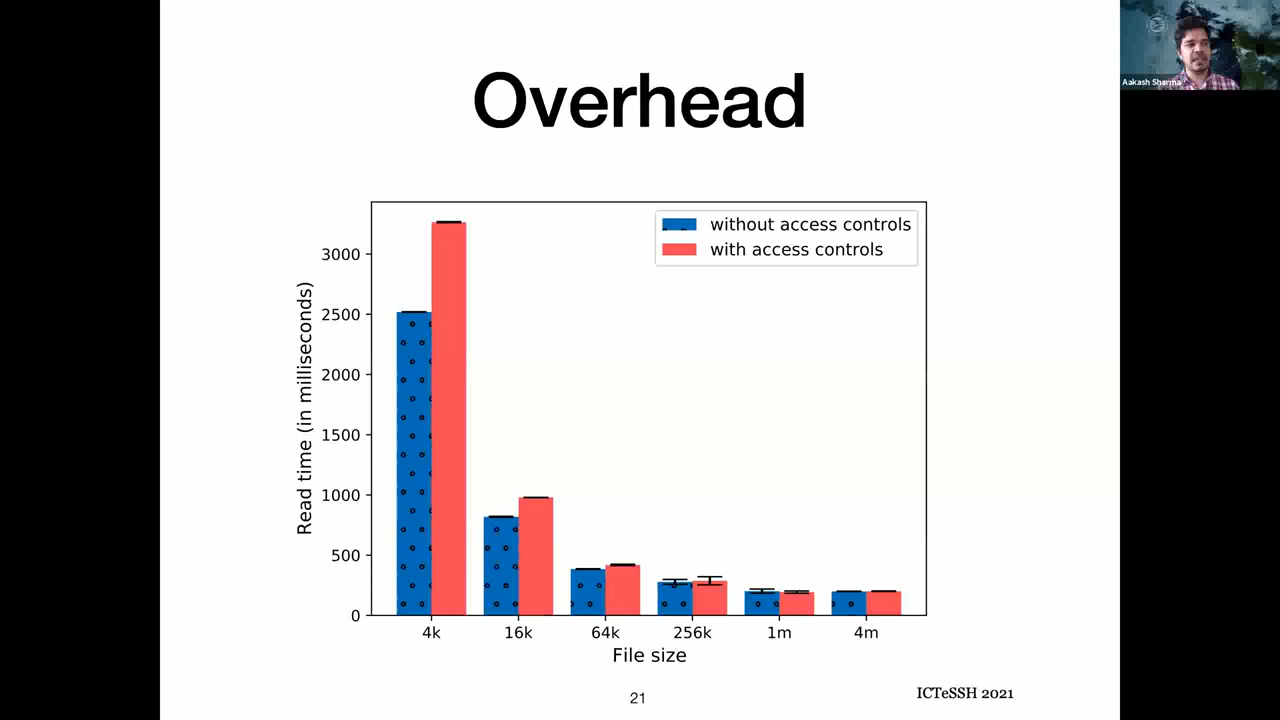 Overhead
Aakash Sharma
without access controls
with access controls
Read time (in milliseconds)
3000
2500
2000
1500
1000
500
0
4k 16k 64k 256k 1m 4m
File size
21
ICTeSSH 2021